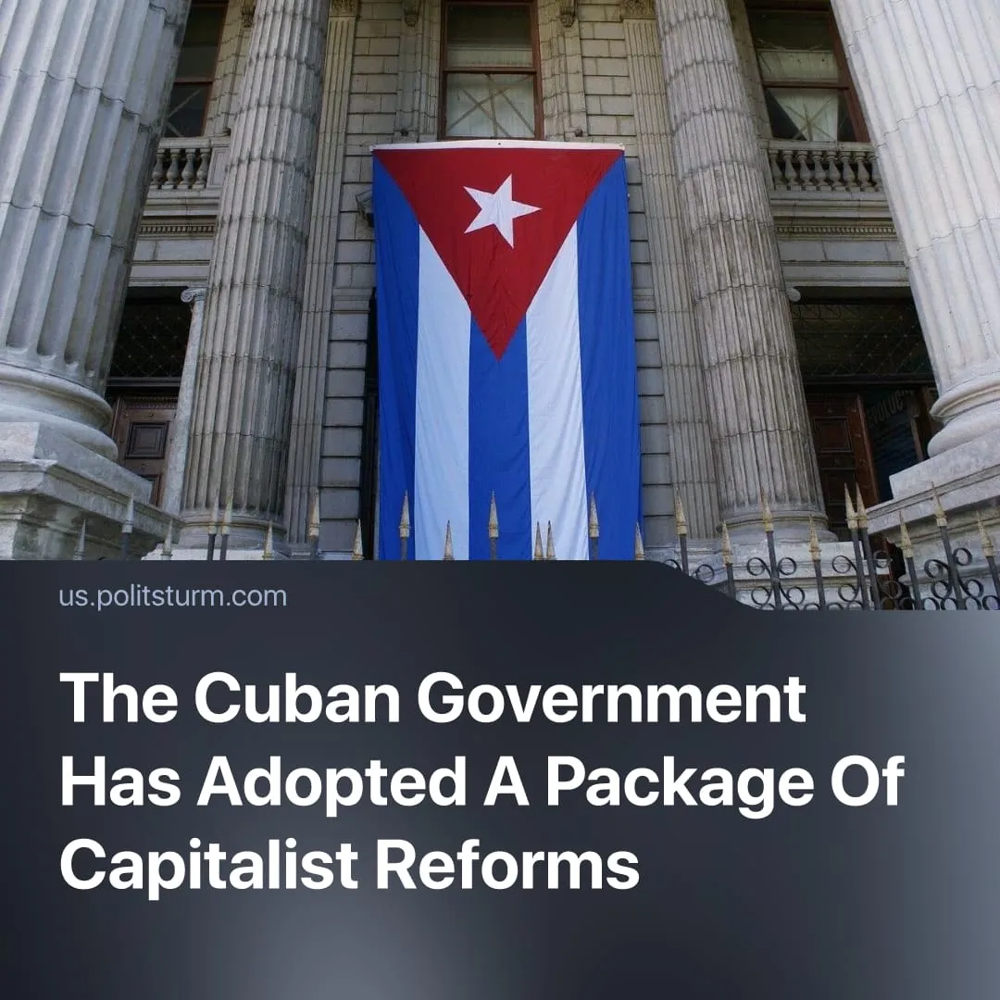 us.politsturm.com
The Cuban Government
Has Adopted A Package Of
Capitalist Reforms